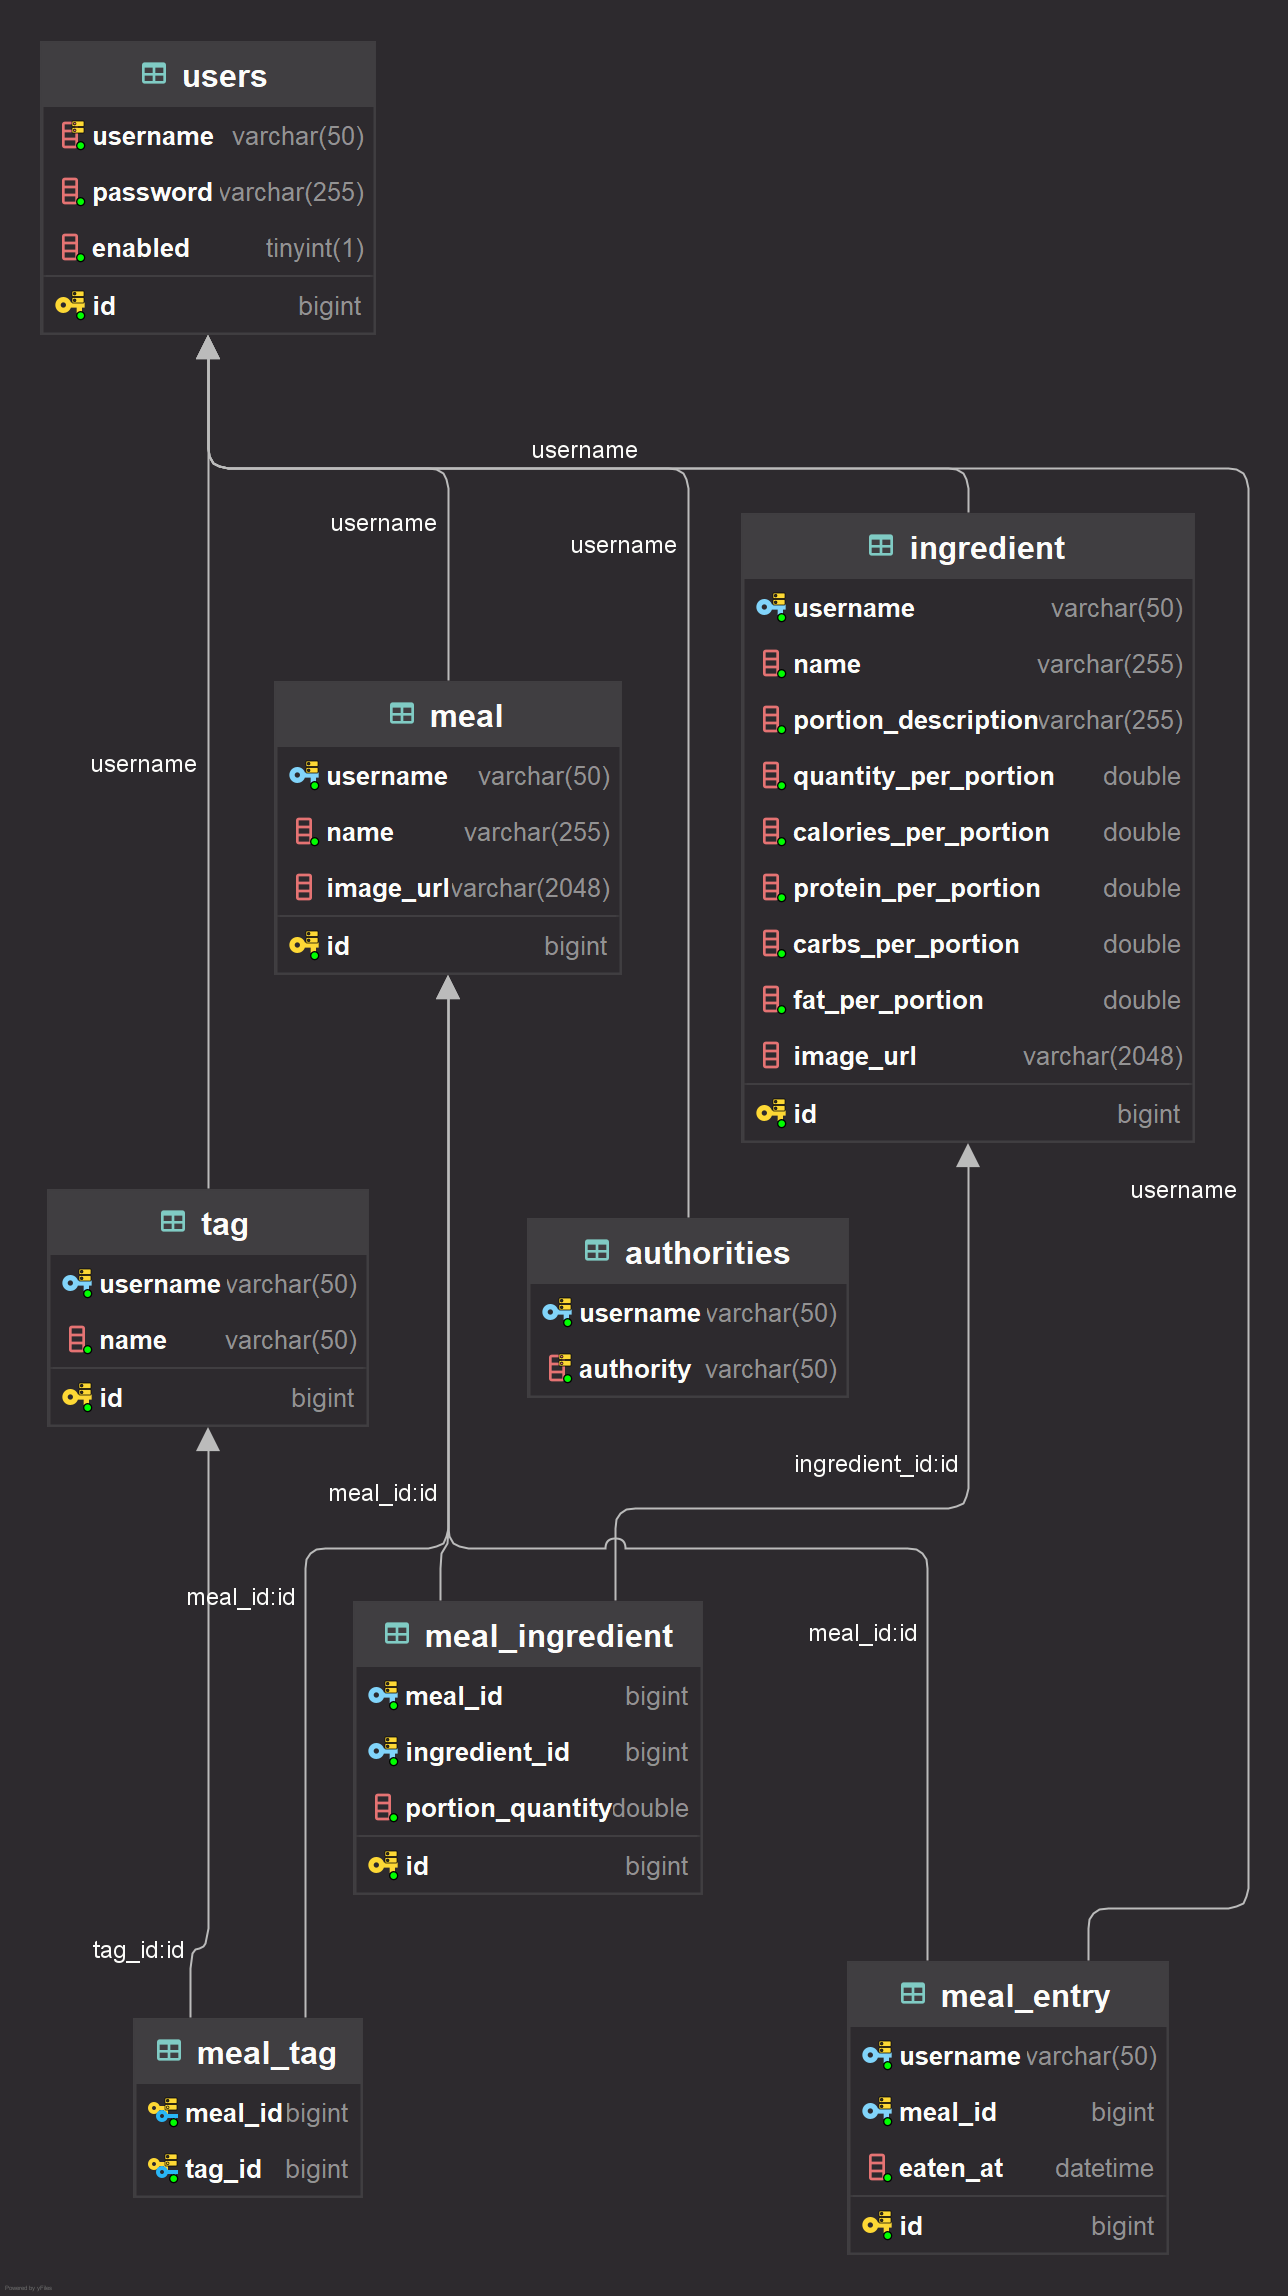 users
username varchar(50)
password varchar(255)
enabled tinyint(1)
id bigint
username
username
username
ingredient
username varchar(50)
name varchar(255)
portion_description varchar(255)
quantity_per_portion double
calories_per_portion double
protein_per_portion double
carbs_per_portion double
fat_per_portion double
image_url varchar(2048)
id bigint
meal
username varchar(50)
name varchar(255)
image_url varchar(2048)
id bigint
username
username
tag
username varchar(50)
name varchar(50)
id bigint
authorities
username varchar(50)
authority varchar(50)
ingredient_id:id
meal_id:id
meal_id:id
meal_ingredient
meal_id bigint
ingredient_id bigint
portion_quantity double
id bigint
meal_id:id
tag_id:id
meal_tag
meal_id bigint
tag_id bigint
meal_entry
username varchar(50)
meal_id bigint
eaten_at datetime
id bigint
Powered by yFiles